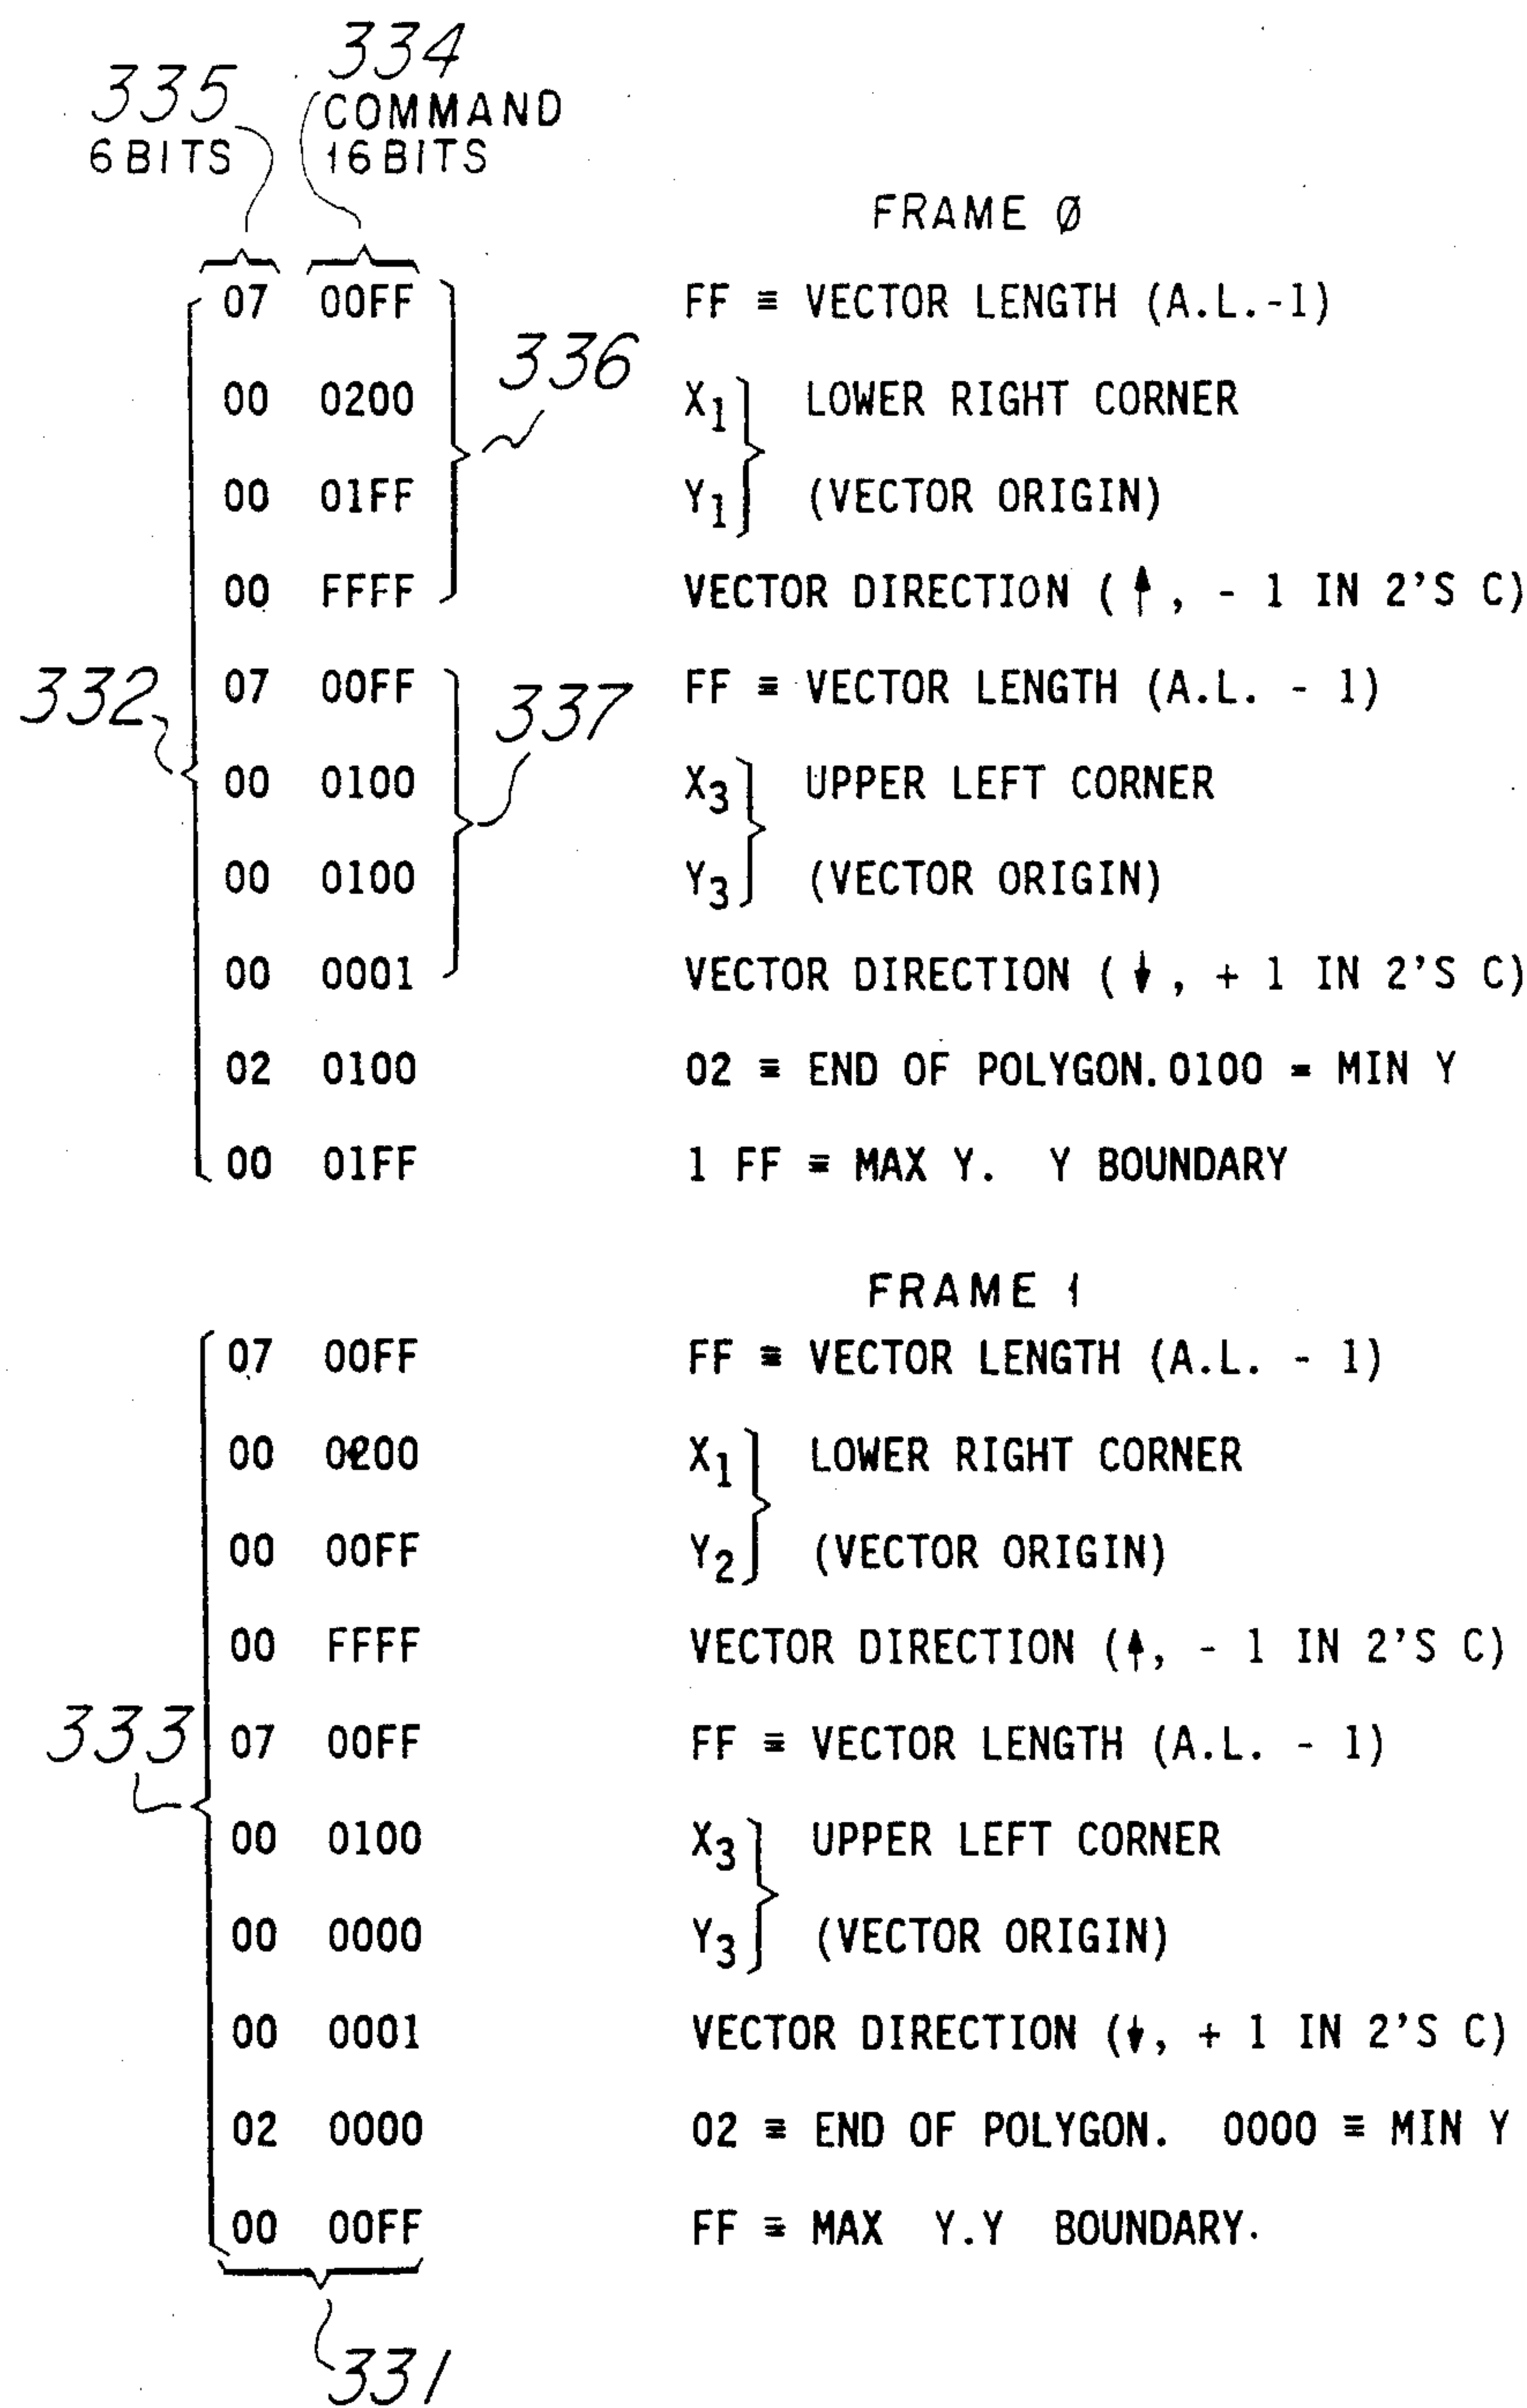 334
335 COMMAND
6 BITS 16 BITS
FRAME Ø
07 00FF FF ≡ VECTOR LENGTH (A.L.-1)
336
00 0200 X1 LOWER RIGHT CORNER
00 01FF Y1 (VECTOR ORIGIN)
00 FFFF VECTOR DIRECTION (↑, - 1 IN 2'S C)
332 07 00FF 337 FF ≡ VECTOR LENGTH (A.L. - 1)
00 0100 X3 UPPER LEFT CORNER
00 0100 Y3 (VECTOR ORIGIN)
00 0001 VECTOR DIRECTION (↓, + 1 IN 2'S C)
02 0100 02 ≡ END OF POLYGON. 0100 = MIN Y
00 01FF 1 FF ≡ MAX Y. Y BOUNDARY
FRAME 1
07 00FF FF ≡ VECTOR LENGTH (A.L. - 1)
00 0200 X1 LOWER RIGHT CORNER
00 00FF Y2 (VECTOR ORIGIN)
00 FFFF VECTOR DIRECTION (↑, - 1 IN 2'S C)
333 07 00FF FF ≡ VECTOR LENGTH (A.L. - 1)
00 0100 X3 UPPER LEFT CORNER
00 0000 Y3 (VECTOR ORIGIN)
00 0001 VECTOR DIRECTION (↓, + 1 IN 2'S C)
02 0000 02 ≡ END OF POLYGON. 0000 ≡ MIN Y
00 00FF FF ≡ MAX Y.Y BOUNDARY.
331